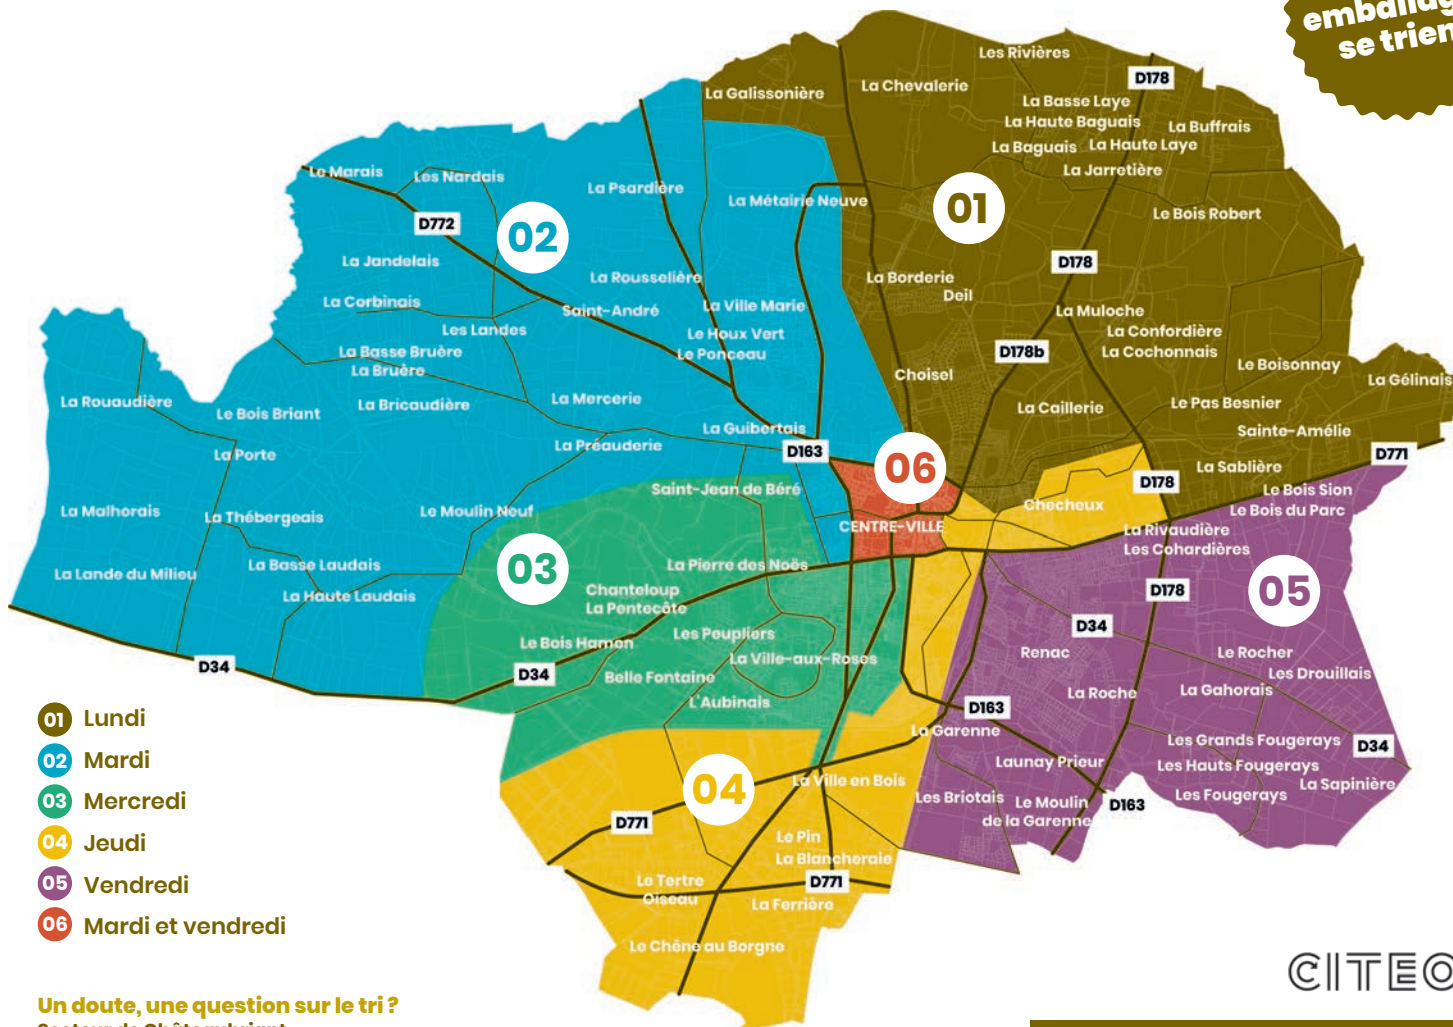 emballag
se trien
Les Rivières
D178
La Galissonière
La Chevalerie
La Basse Laye
La Haute Baguais
La Buffrais
La Baguais
La Haute Laye
La Jarretière
Le Marais
Les Nardais
La Psardière
La Métairie Neuve
01
Le Bois Robert
D772
02
La Jandelais
D178
La Rousselière
La Borderie
Deil
La Corbinais
Saint-André
La Ville Marie
La Muloche
Les Landes
Le Houx Vert
La Confordière
La Basse Bruère
Le Ponceau
D178b
La Cochonnais
La Bruère
Le Boisonnay
Choisel
La Gélinais
La Rouaudière
Le Bois Briant
La Bricaudière
La Mercerie
La Caillerie
Le Pas Besnier
La Guibertais
Sainte-Amélie
La Porte
La Préauderie
D163
06
D771
La Sablière
Saint-Jean de Béré
D178
Le Bois Sion
Checheux
Le Bois du Parc
La Malhorais
La Thébergeais
Le Moulin Neuf
CENTRE-VILLE
La Rivaudière
Les Cohardières
La Lande du Milieu
La Basse Laudais
03
La Pierre des Noës
La Haute Laudais
Chanteloup
La Pentecôte
D178
05
Les Peupliers
D34
Le Bois Hamon
La Ville-aux-Roses
Renac
Le Rocher
D34
D34
Belle Fontaine
Les Drouillais
L'Aubinais
La Roche
La Gahorais
D163
La Garenne
Les Grands Fougerays
D34
Launay Prieur
Les Hauts Fougerays
04
La Ville en Bois
La Sapinière
Les Briotais
Le Moulin
de la Garenne
D163
Les Fougerays
D771
Le Pin
La Blancheraie
Le Tertre
Oiseau
D771
La Ferrière
Le Chêne au Borgne
01 Lundi
02 Mardi
03 Mercredi
04 Jeudi
05 Vendredi
06 Mardi et vendredi
CITEO
Un doute, une question sur le tri ?